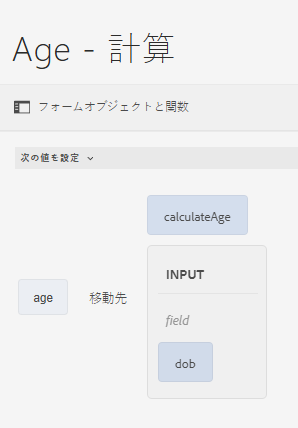 Age - 計算
フォームオブジェクトと関数
次の値を設定
calculateAge
INPUT
field
age 移動先
dob